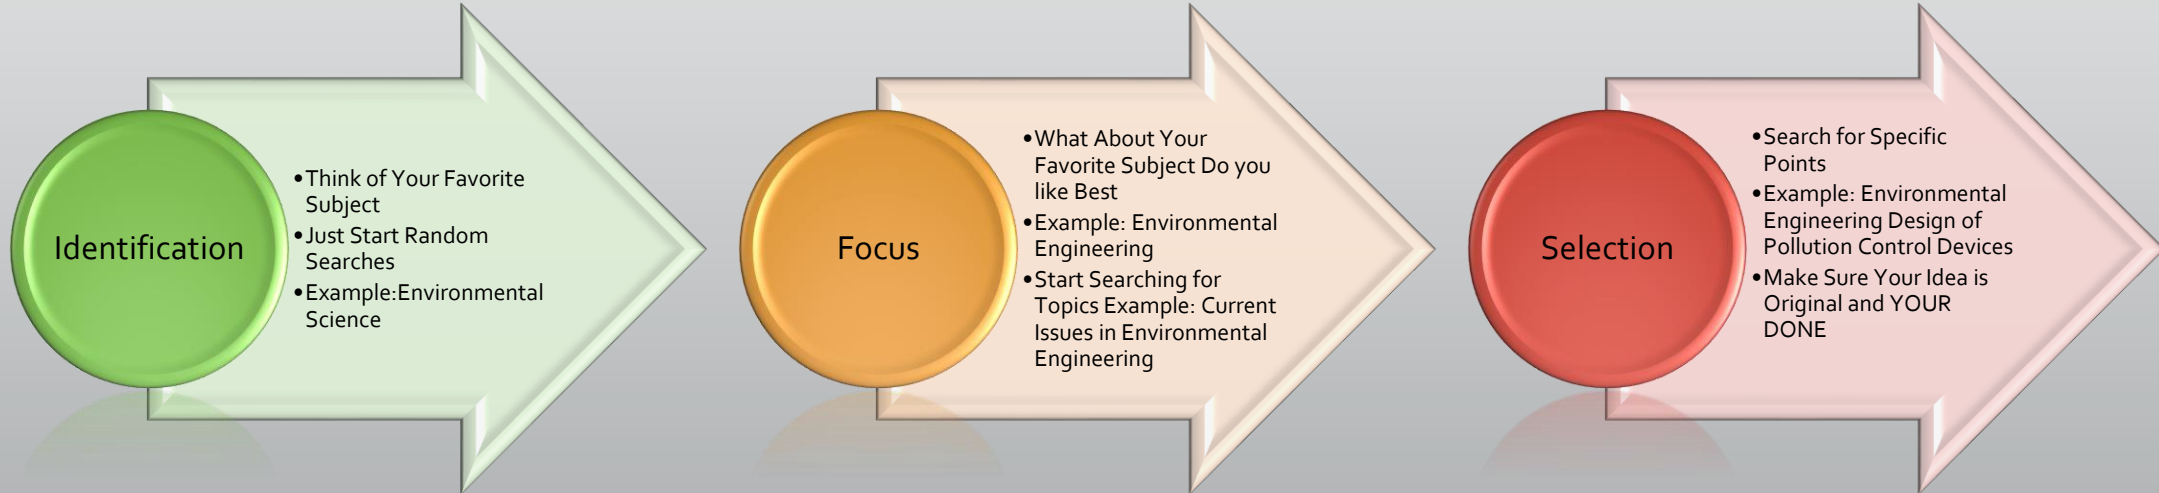 Identification
•Think of Your Favorite
Subject
•Just Start Random
Searches
•Example:Environmental
Science
Focus
•What About Your
Favorite Subject Do you
like Best
•Example: Environmental
Engineering
•Start Searching for
Topics Example: Current
Issues in Environmental
Engineering
Selection
•Search for Specific
Points
•Example: Environmental
Engineering Design of
Pollution Control Devices
•Make Sure Your Idea is
Original and YOUR
DONE